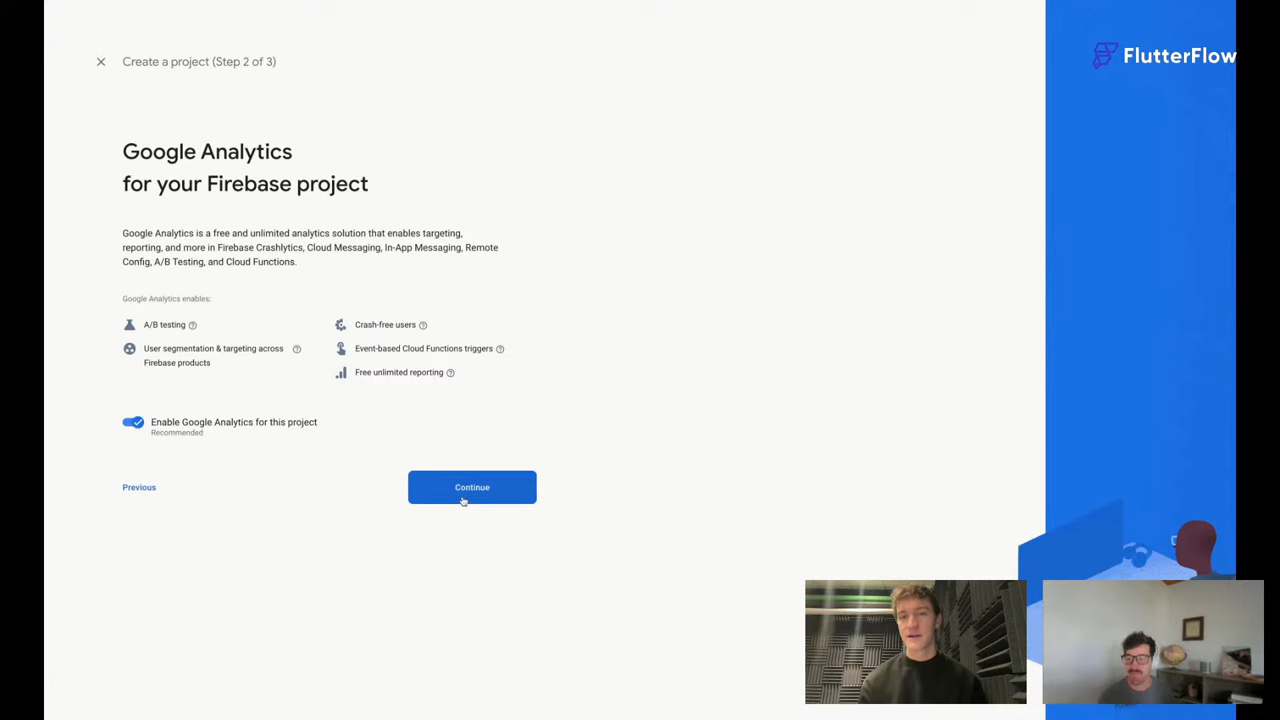 Create a project (Step 2 of 3)
FlutterFlow
Google Analytics
for your Firebase project
Google Analytics is a free and unlimited analytics solution that enables targeting,
reporting, and more in Firebase Crashlytics, Cloud Messaging, In-App Messaging, Remote
Config, A/B Testing, and Cloud Functions.
Google Analytics enables:
A/B testing
User segmentation & targeting across
Firebase products
Crash-free users
Event-based Cloud Functions triggers
Free unlimited reporting
Enable Google Analytics for this project
Recommended
Previous
Continue